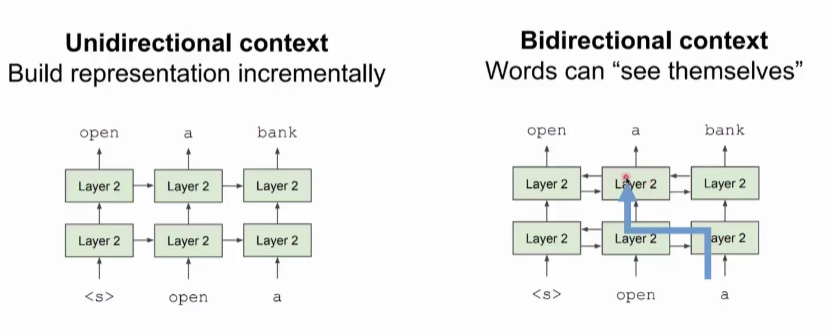 Unidirectional context
Build representation incrementally
open a bank
Layer 2 Layer 2 Layer 2
Layer 2 Layer 2 Layer 2
<s> open a
Bidirectional context
Words can “see themselves”
open a bank
Layer 2 Layer 2 Layer 2
Layer 2 Layer 2 ayer 2
<s> open a